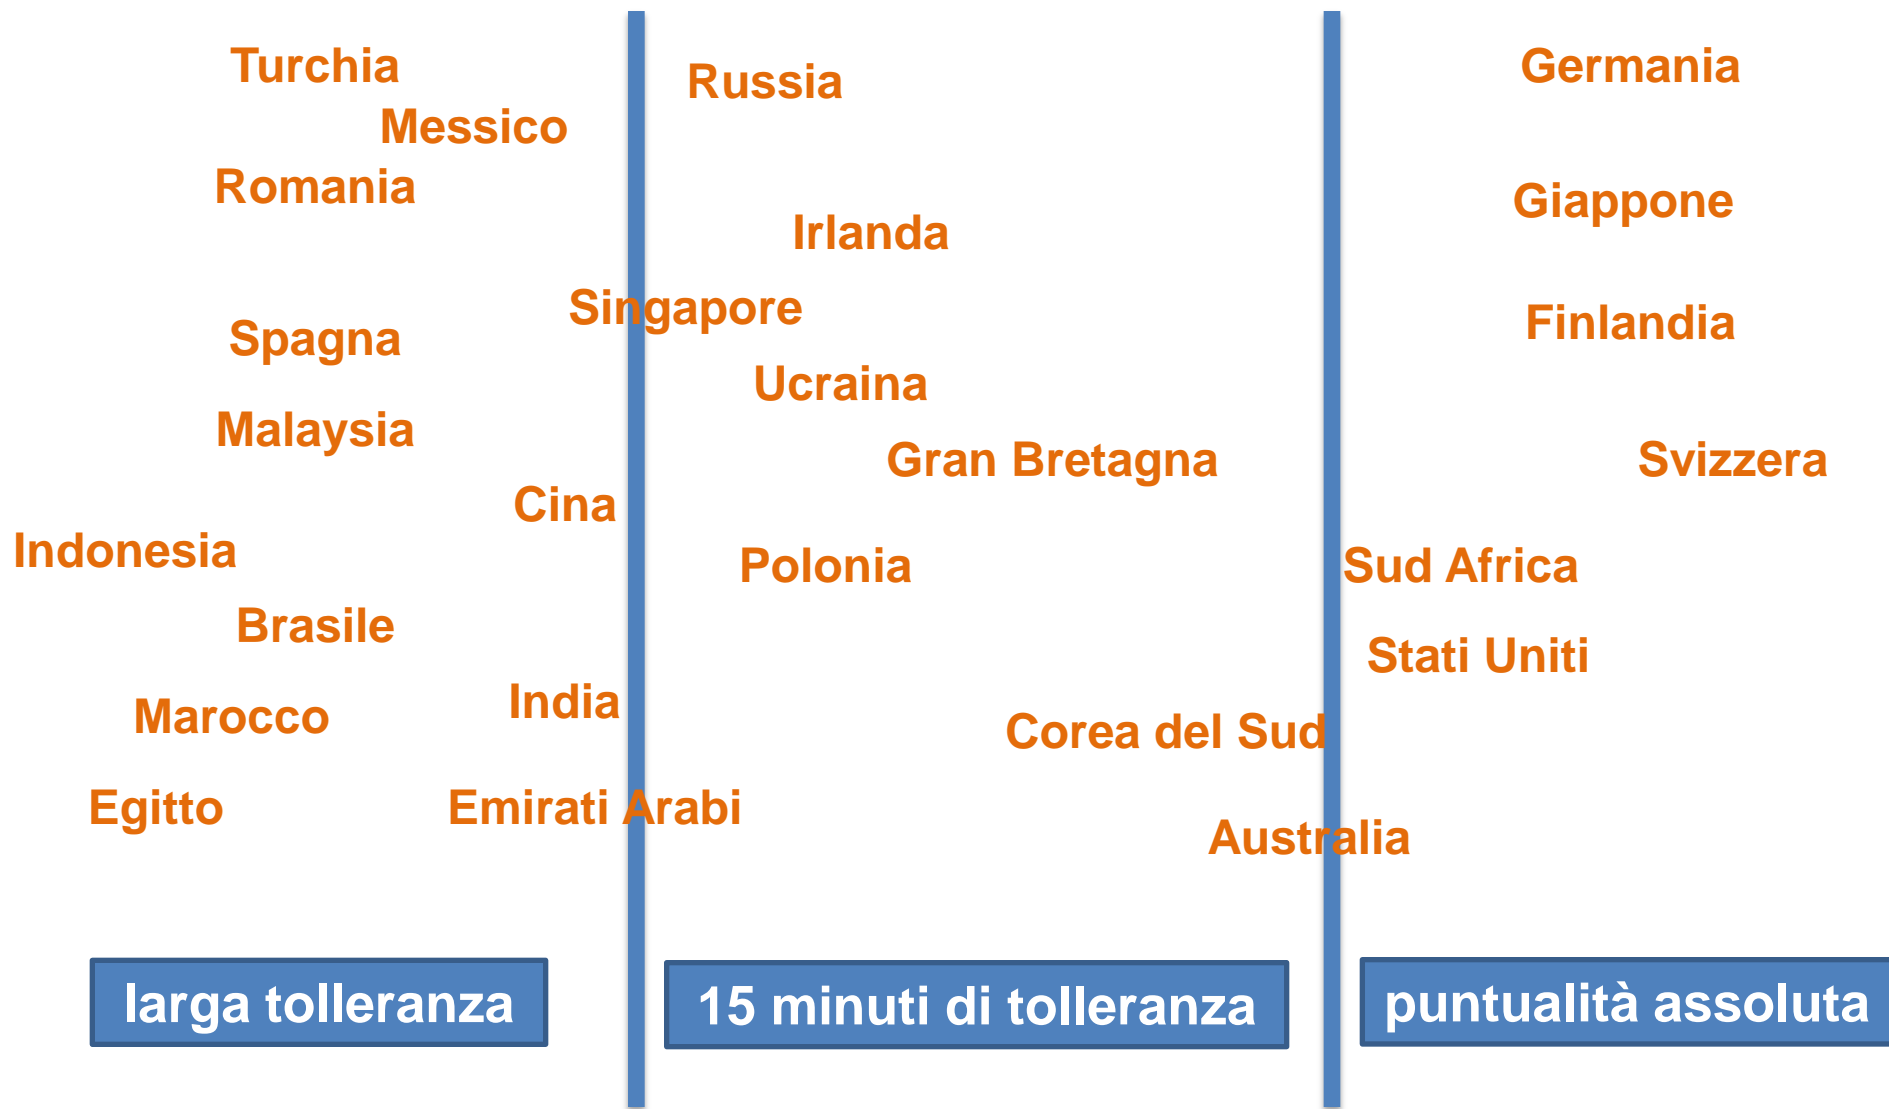 Turchia
Messico
Romania
Spagna
Malaysia
Cina
Indonesia
Brasile
India
Marocco
Egitto
Emirati Arabi
Singapore
Russia
Irlanda
Ucraina
Gran Bretagna
Polonia
Corea del Sud
Australia
Germania
Giappone
Finlandia
Svizzera
Sud Africa
Stati Uniti
larga tolleranza
15 minuti di tolleranza
puntualità assoluta